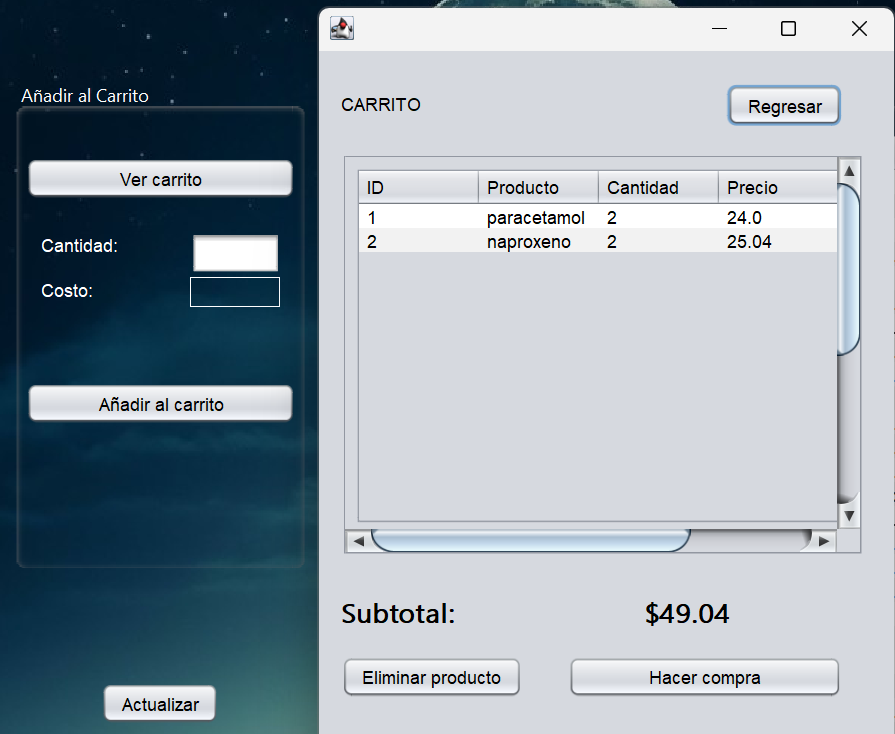 Añadir al Carrito
Ver carrito
Cantidad:
Costo:
Añadir al carrito
Actualizar
CARRITO
Regresar
ID Producto Cantidad Precio
1 paracetamol 2 24.0
2 naproxeno 2 25.04
Subtotal: $49.04
Eliminar producto
Hacer compra